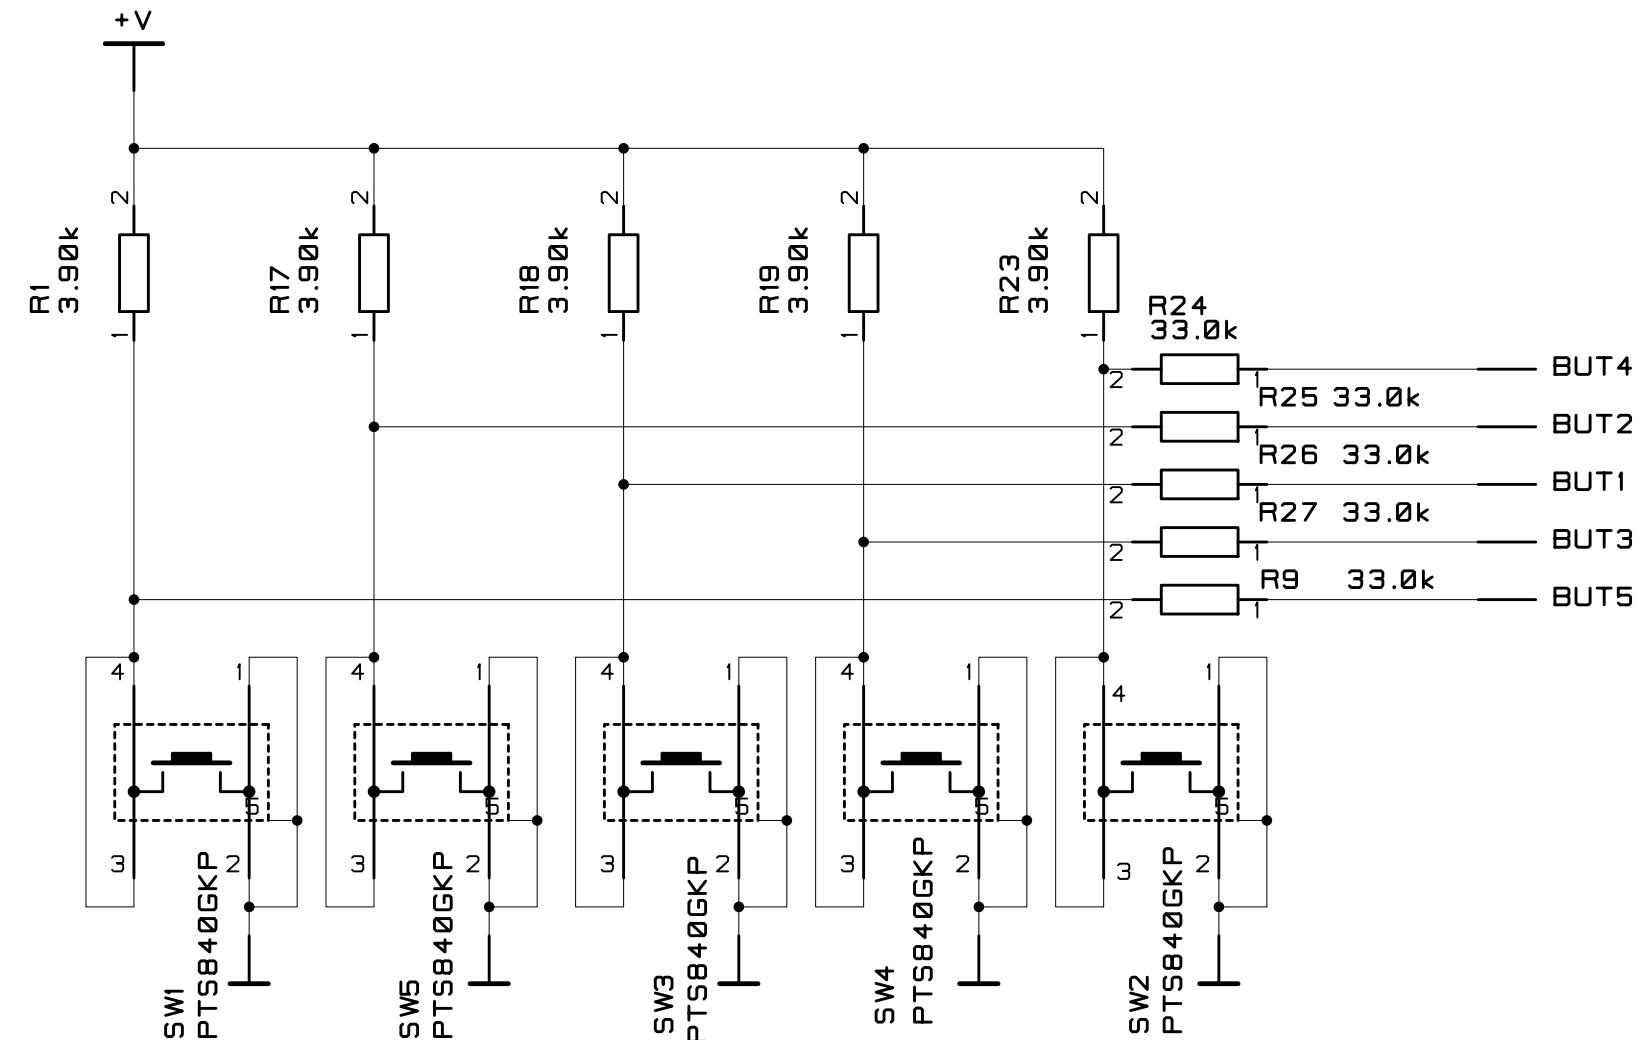 +V
2
2
2
2
2
R1
3.90k
R17
3.90k
R18
3.90k
R19
3.90k
R23
3.90k
1
1
1
1
1
R24
33.0k
2
1
BUT4
R25 33.0k
2
1
BUT2
R26 33.0k
2
1
BUT1
R27 33.0k
2
1
BUT3
R9 33.0k
2
1
BUT5
4
1
4
1
4
1
4
1
4
1
5
5
5
5
5
3
2
3
2
3
2
3
2
3
2
SW1
PTS840GKP
SW5
PTS840GKP
SW3
PTS840GKP
SW4
PTS840GKP
SW2
PTS840GKP